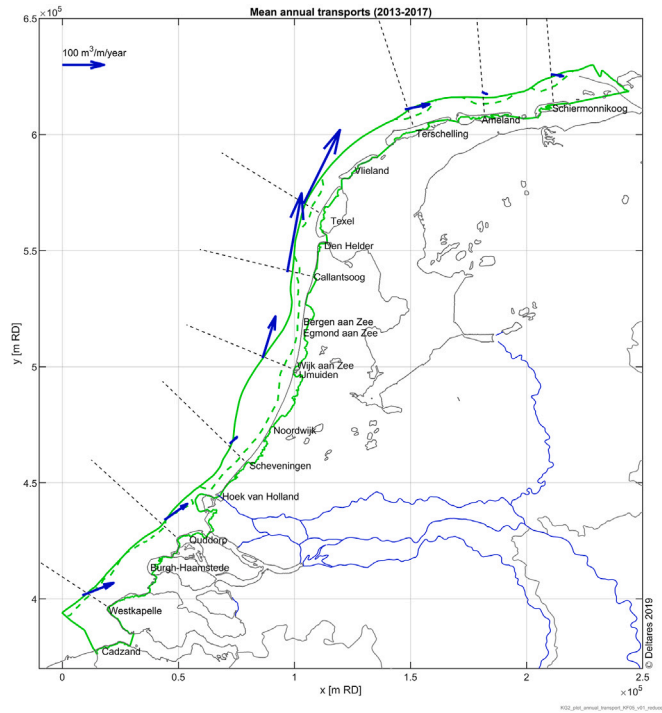 Mean annual transports (2013-2017)
6.5 ×10⁵
100 m³/m/year
Schiermonnikoog
Ameland
6
Terschelling
Vlieland
Texel
Den Helder
5.5
Callantsoog
Bergen aan Zee
Egmond aan Zee
y [m RD]
5
Wijk aan Zee
IJmuiden
Noordwijk
Scheveningen
4.5
Hoek van Holland
Ouddorp
Burgh-Haamstede
4
Westkapelle
Cadzand
© Deltares 2019
0 0.5 1 1.5 2 2.5
x [m RD]
×10⁵